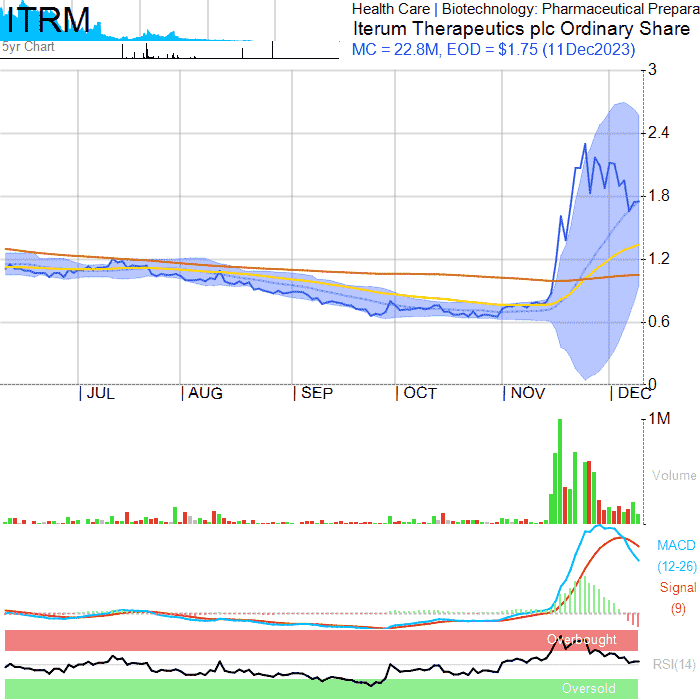 ITRM
Health Care | Biotechnology: Pharmaceutical Prepara
Iterum Therapeutics plc Ordinary Share
5yr Chart
MC = 22.8M, EOD = $1.75 (11Dec2023)
3
2.4
1.8
1.2
0.6
0
| JUL | AUG | SEP | OCT | NOV | DEC
1M
Volume
MACD
(12-26)
Signal
(9)
Overbought
RSI(14)
Oversold